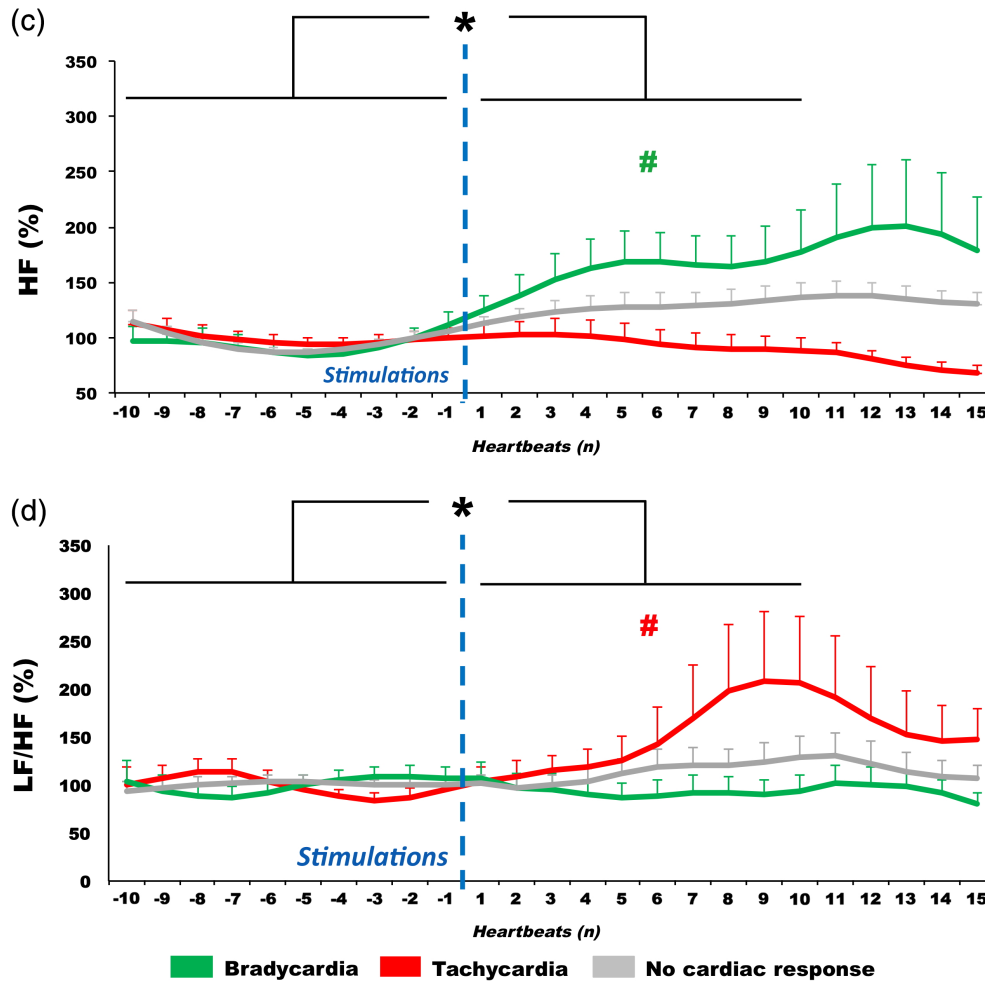 (c)
*
350
300
250
200
150
100
50
HF (%)
#
Stimulations
-10 -9 -8 -7 -6 -5 -4 -3 -2 -1 1 2 3 4 5 6 7 8 9 10 11 12 13 14 15
Heartbeats (n)
(d)
*
350
300
250
200
150
100
50
0
LF/HF (%)
#
Stimulations
-10 -9 -8 -7 -6 -5 -4 -3 -2 -1 1 2 3 4 5 6 7 8 9 10 11 12 13 14 15
Heartbeats (n)
Bradycardia Tachycardia No cardiac response